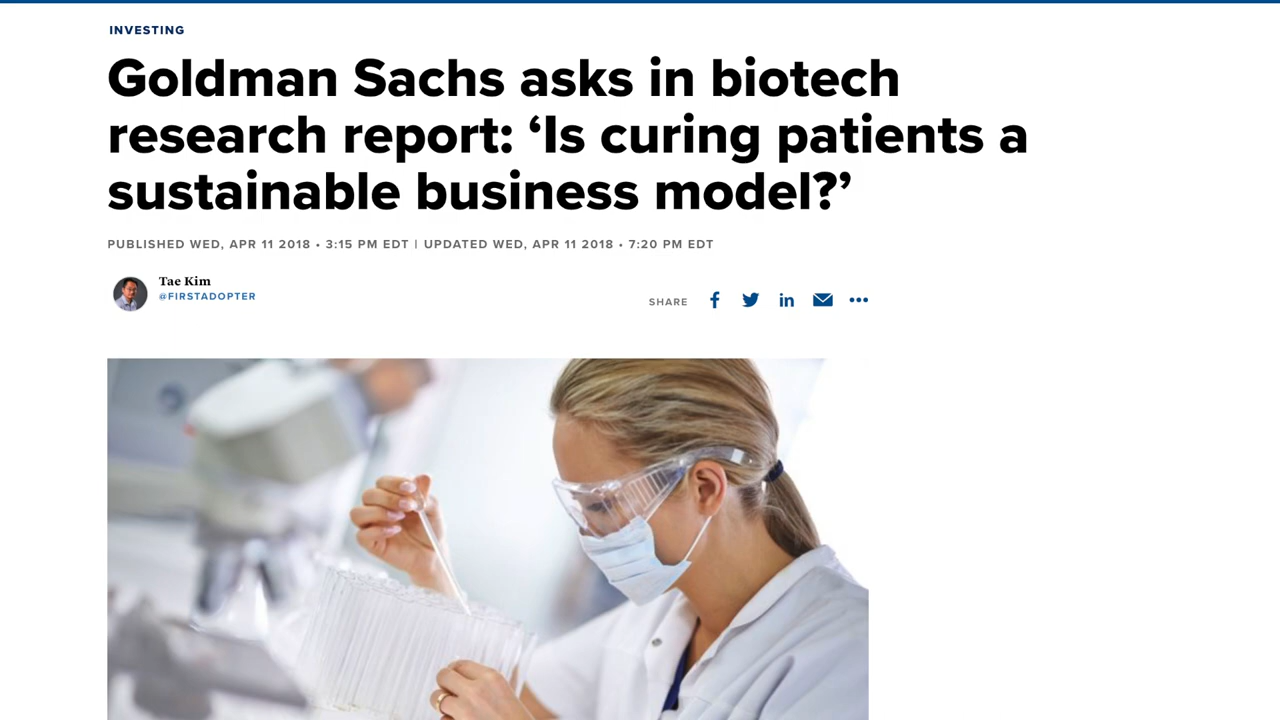 INVESTING
Goldman Sachs asks in biotech
research report: ‘Is curing patients a
sustainable business model?’
PUBLISHED WED, APR 11 2018 • 3:15 PM EDT | UPDATED WED, APR 11 2018 • 7:20 PM EDT
Tae Kim
@FIRSTADOPTER
SHARE